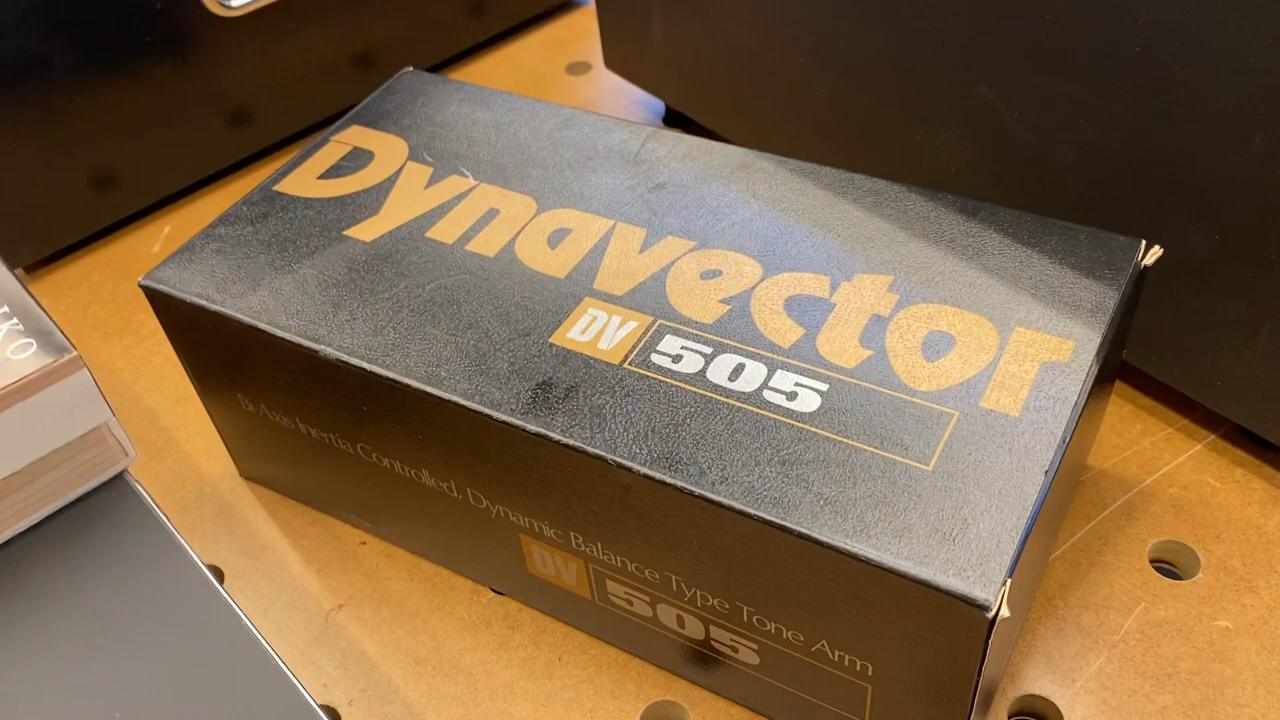 Dynavector
DV 505
Bi-Axis Inertia Controlled, Dynamic Balance Type Tone Arm
DV 505